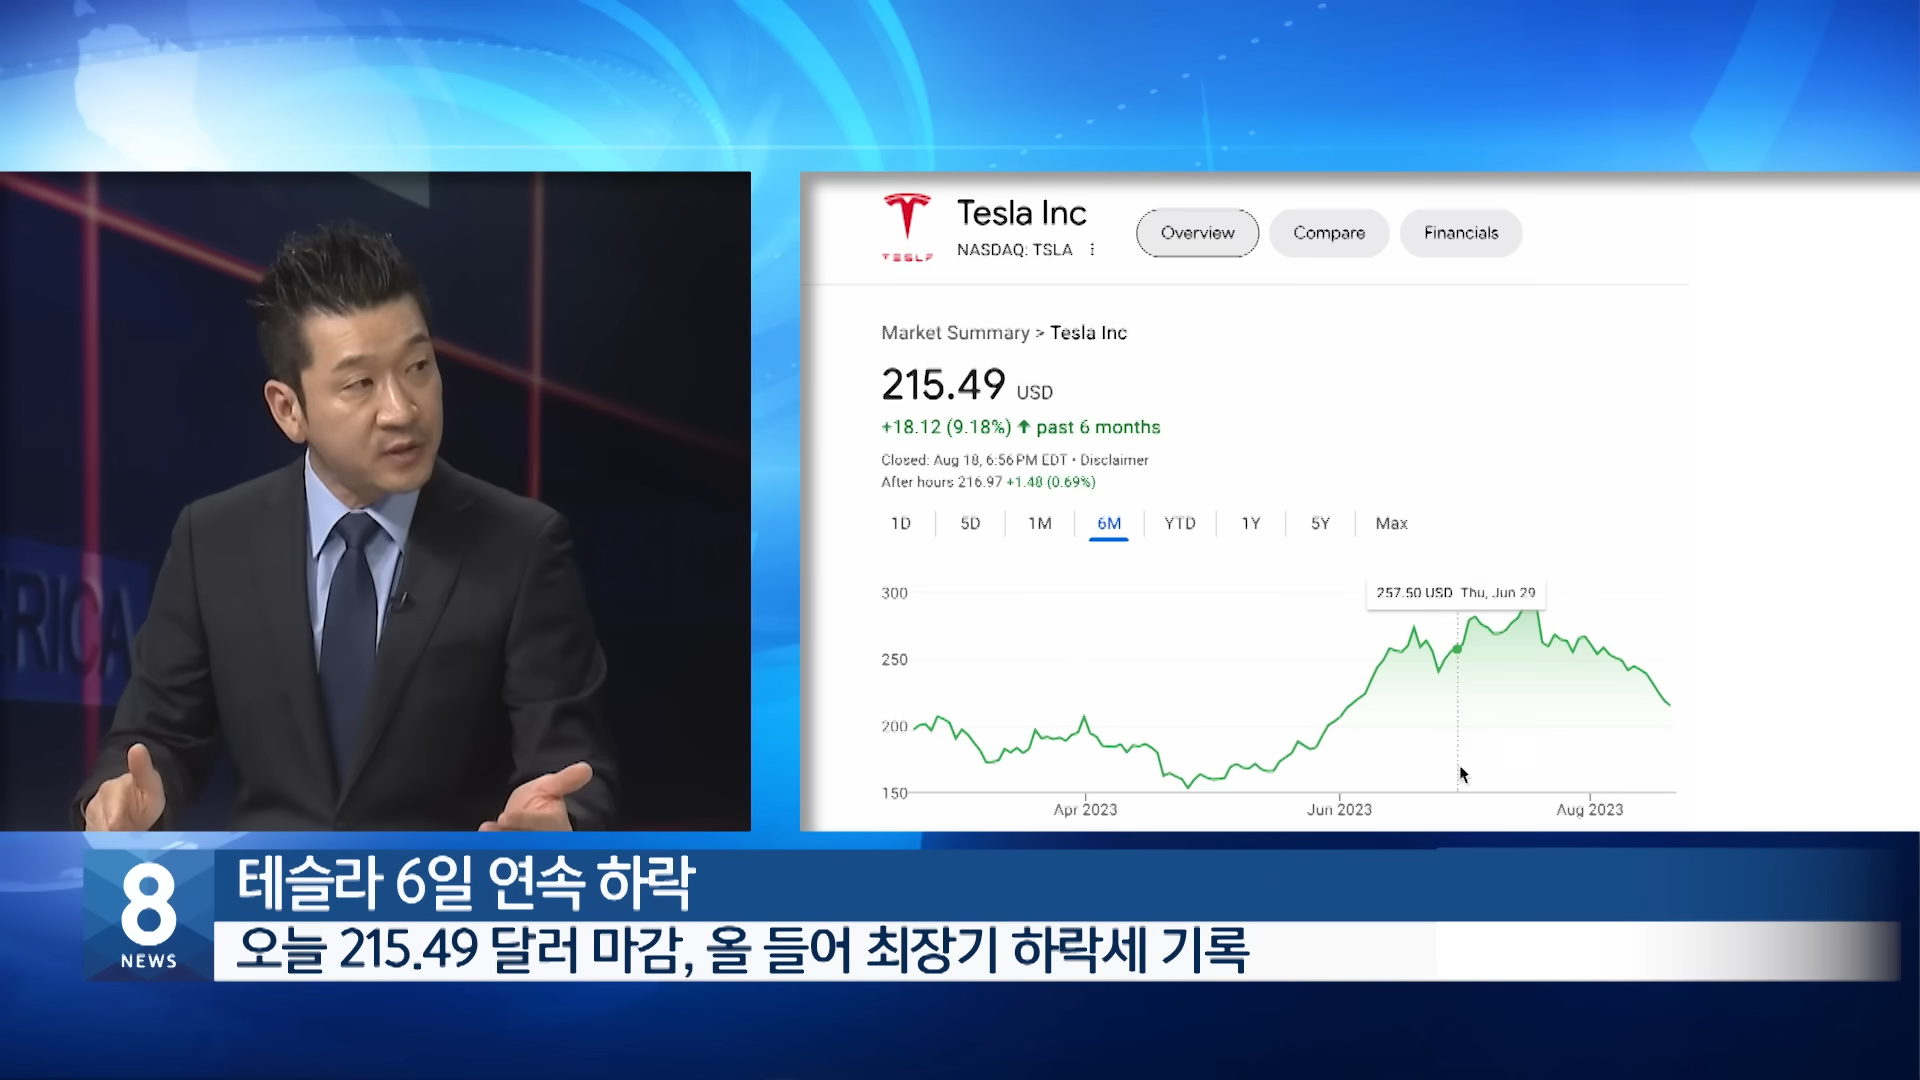 RICA
TESLA
Tesla Inc
NASDAQ: TSLA
Overview
Compare
Financials
Market Summary > Tesla Inc
215.49 USD
+18.12 (9.18%) ↑ past 6 months
Closed: Aug 18, 6:56 PM EDT • Disclaimer
After hours 216.97 +1.48 (0.69%)
1D 5D 1M 6M YTD 1Y 5Y Max
257.50 USD Thu, Jun 29
300
250
200
150
Apr 2023 Jun 2023 Aug 2023
8
NEWS
테슬라 6일 연속 하락
오늘 215.49 달러 마감, 올 들어 최장기 하락세 기록